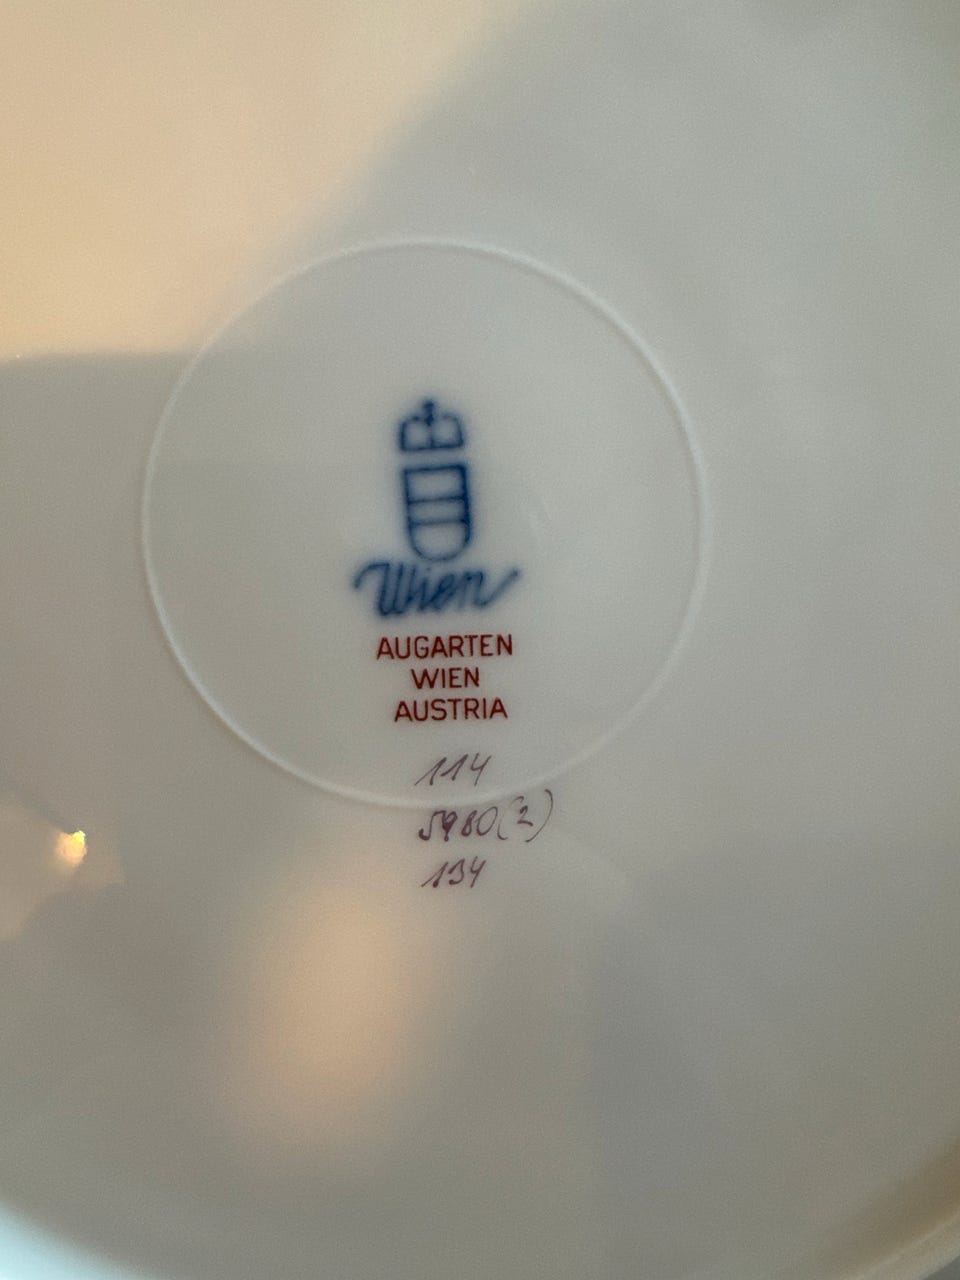 Wien
AUGARTEN
WIEN
AUSTRIA
114
5980(2)
134